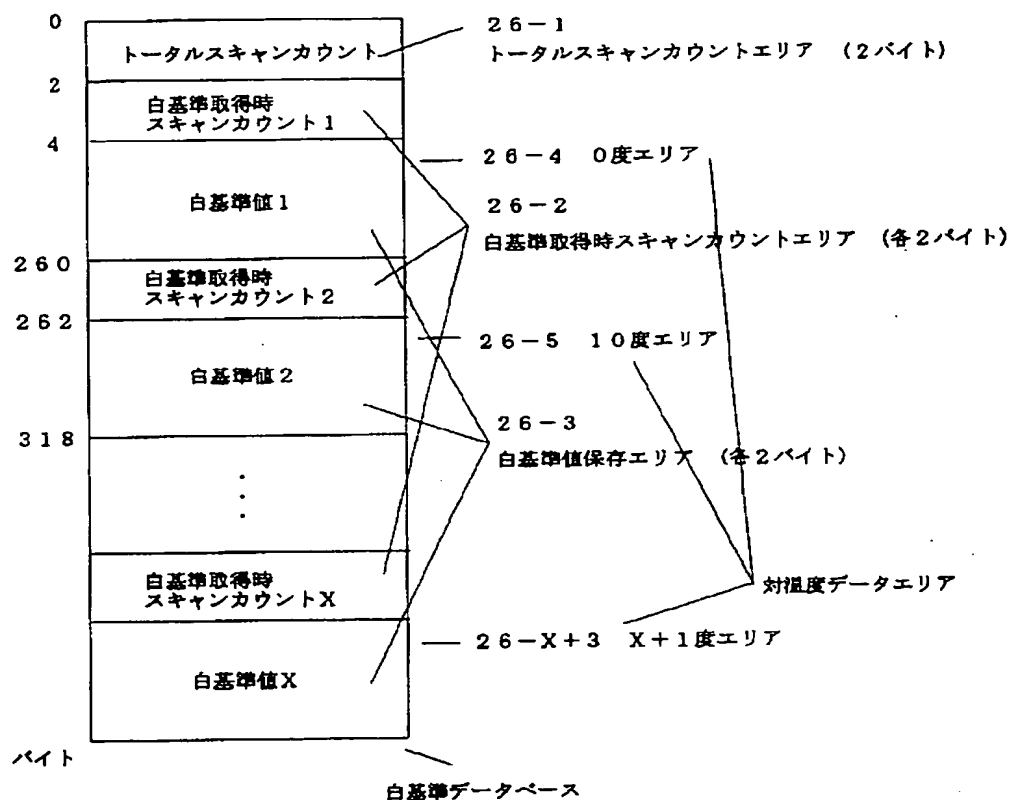 0
トータルスキャンカウント
26-1
トータルスキャンカウントエリア (2バイト)
2
白基準取得時
スキャンカウント1
4
26-4 0度エリア
白基準値1
26-2
白基準取得時スキャンカウントエリア (各2バイト)
260
白基準取得時
スキャンカウント2
262
26-5 10度エリア
白基準値2
318
26-3
白基準値保存エリア (各2バイト)
白基準取得時
スキャンカウントX
対温度データエリア
26-X+3 X+1度エリア
白基準値X
バイト
白基準データベース